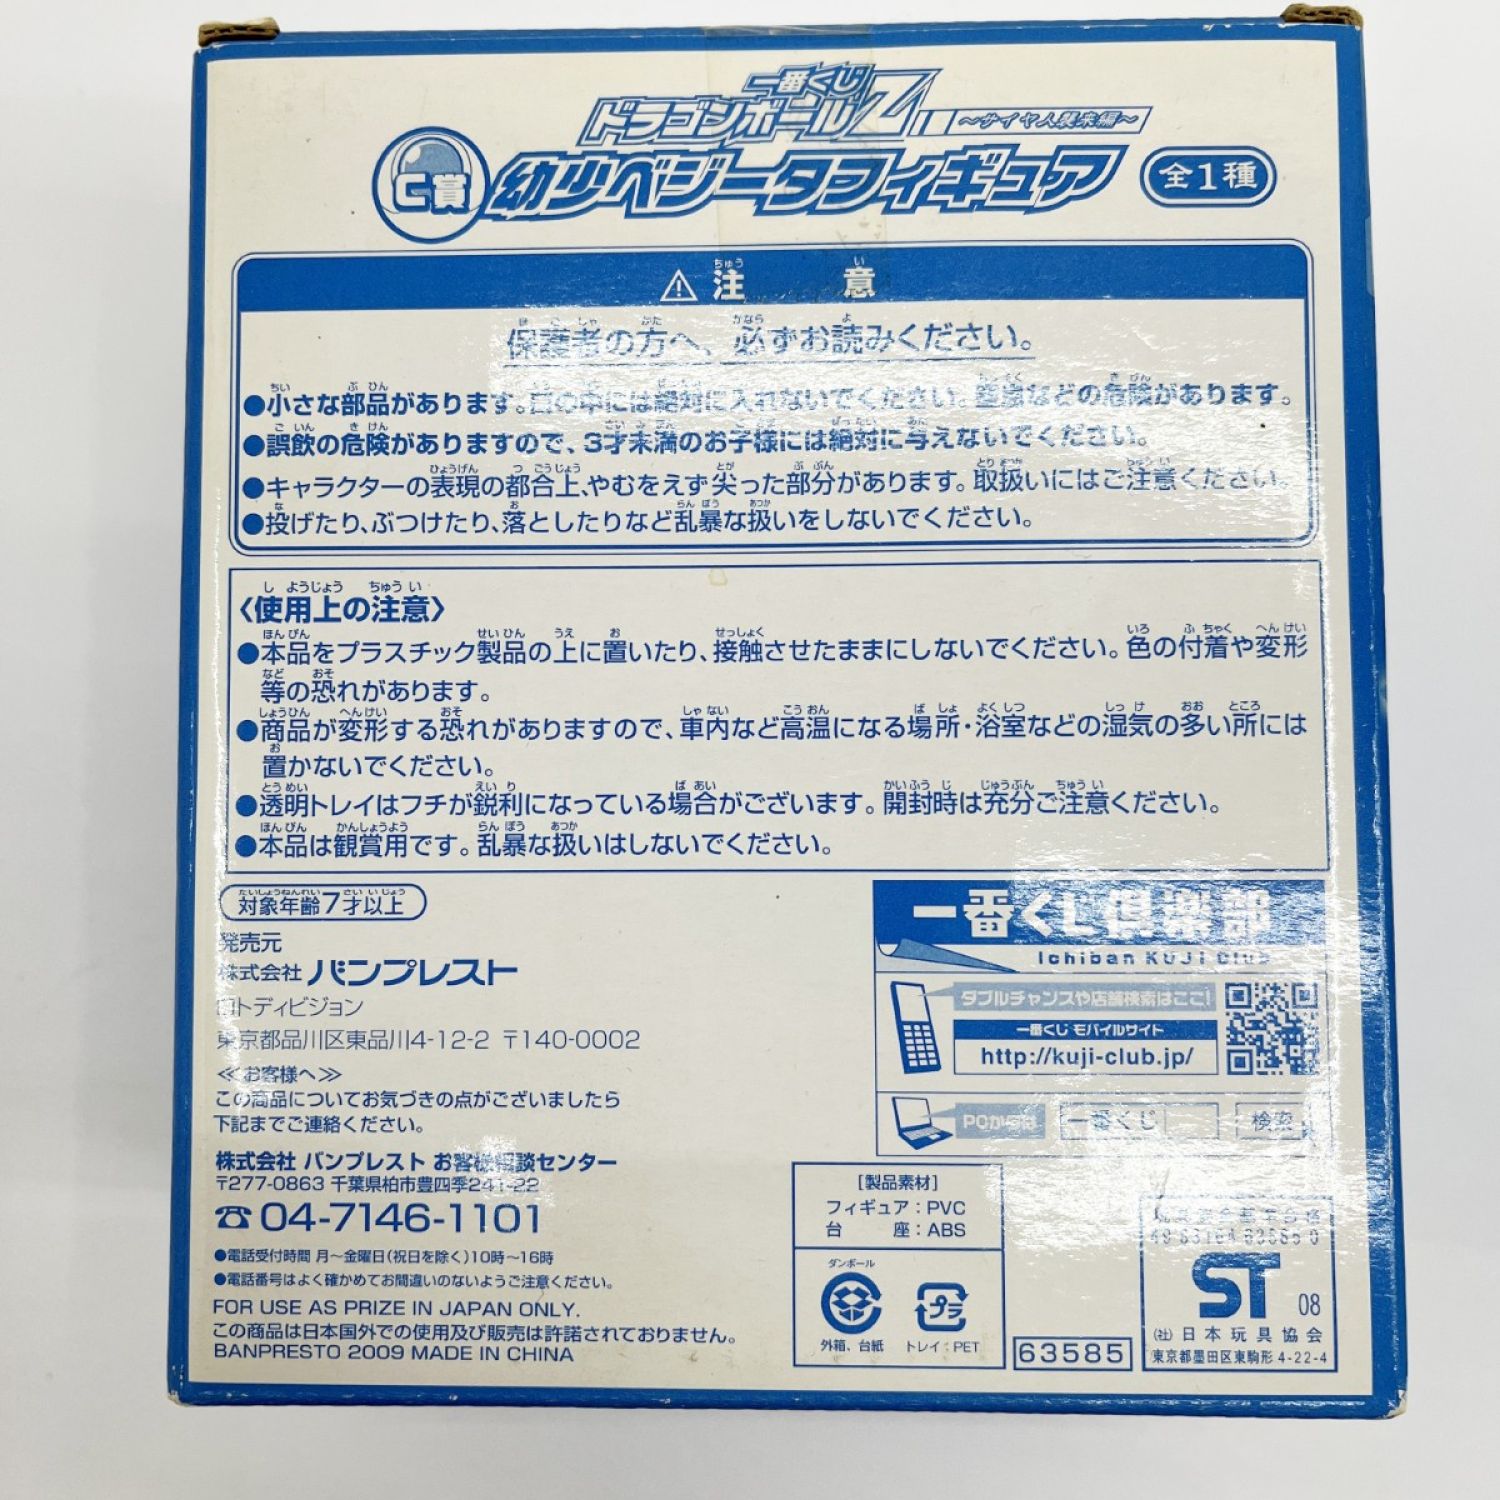 一番くじ
ドラゴンボールZ ～サイヤ人襲来編～
C賞 幼少ベジータフィギュア 全1種
⚠注意
保護者の方へ、必ずお読みください。
●小さな部品があります。口の中には絶対に入れないでください。窒息などの危険があります。
●誤飲の危険がありますので、3才未満のお子様には絶対に与えないでください。
●キャラクターの表現の都合上、やむをえず尖った部分があります。取扱いにはご注意ください。
●投げたり、ぶつけたり、落としたりなど乱暴な扱いをしないでください。
〈使用上の注意〉
●本品をプラスチック製品の上に置いたり、接触させたままにしないでください。色の付着や変形
等の恐れがあります。
●商品が変形する恐れがありますので、車内など高温になる場所・浴室などの湿気の多い所には
置かないでください。
●透明トレイはフチが鋭利になっている場合がございます。開封時は充分ご注意ください。
●本品は観賞用です。乱暴な扱いはしないでください。
対象年齢7才以上
発売元
株式会社 バンプレスト
ロトディビジョン
東京都品川区東品川4-12-2 〒140-0002
≪お客様へ≫
この商品についてお気づきの点がございましたら
下記までご連絡ください。
株式会社 バンプレスト お客様相談センター
〒277-0863 千葉県柏市豊四季241-22
☎04-7146-1101
●電話受付時間 月～金曜日(祝日を除く)10時～16時
●電話番号はよく確かめてお間違いのないようご注意ください。
FOR USE AS PRIZE IN JAPAN ONLY.
この商品は日本国外での使用及び販売は許諾されておりません。
BANPRESTO 2009 MADE IN CHINA
一番くじ倶楽部
Ichiban KUJI Club
ダブルチャンスや店舗検索はここ!
一番くじ モバイルサイト
http://kuji-club.jp/
PCからは 一番くじ 検索
[製品素材]
フィギュア:PVC
台 座:ABS
ダンボール
外箱、台紙
プラ
トレイ:PET
63585
ST 08
(社)日本玩具協会
東京都墨田区東駒形4-22-4